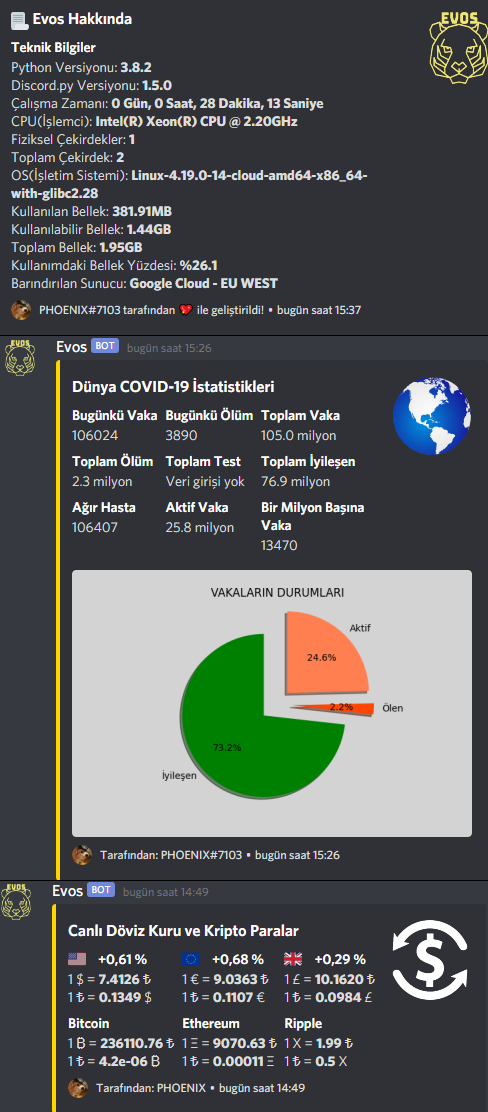 Evos Hakkında
EVOS
Teknik Bilgiler
Python Versiyonu: 3.8.2
Discord.py Versiyonu: 1.5.0
Çalışma Zamanı: 0 Gün, 0 Saat, 28 Dakika, 13 Saniye
CPU(İşlemci): Intel(R) Xeon(R) CPU @ 2.20GHz
Fiziksel Çekirdekler: 1
Toplam Çekirdek: 2
OS(İşletim Sistemi): Linux-4.19.0-14-cloud-amd64-x86_64-
with-glibc2.28
Kullanılan Bellek: 381.91MB
Kullanılabilir Bellek: 1.44GB
Toplam Bellek: 1.95GB
Kullanımdaki Bellek Yüzdesi: %26.1
Barındırılan Sunucu: Google Cloud - EU WEST
PHOENIX#7103 tarafından 💖 ile geliştirildi! • bugün saat 15:37
EVOS
Evos BOT bugün saat 15:26
Dünya COVID-19 İstatistikleri
Bugünkü Vaka Bugünkü Ölüm Toplam Vaka
106024 3890 105.0 milyon
Toplam Ölüm Toplam Test Toplam İyileşen
2.3 milyon Veri girişi yok 76.9 milyon
Ağır Hasta Aktif Vaka Bir Milyon Başına
Vaka
106407 25.8 milyon 13470
VAKALARIN DURUMLARI
Aktif
24.6%
2.2% Ölen
73.2%
İyileşen
Tarafından: PHOENIX#7103 • bugün saat 15:26
EVOS
Evos BOT bugün saat 14:49
Canlı Döviz Kuru ve Kripto Paralar
+0,61 % +0,68 % +0,29 %
1 $ = 7.4126 ₺ 1 € = 9.0363 ₺ 1 £ = 10.1620 ₺
1 ₺ = 0.1349 $ 1 ₺ = 0.1107 € 1 ₺ = 0.0984 £
$
Bitcoin Ethereum Ripple
1 ₿ = 236110.76 ₺ 1 Ξ = 9070.63 ₺ 1 X = 1.99 ₺
1 ₺ = 4.2e-06 ₿ 1 ₺ = 0.00011 Ξ 1 ₺ = 0.5 X
Tarafından: PHOENIX • bugün saat 14:49